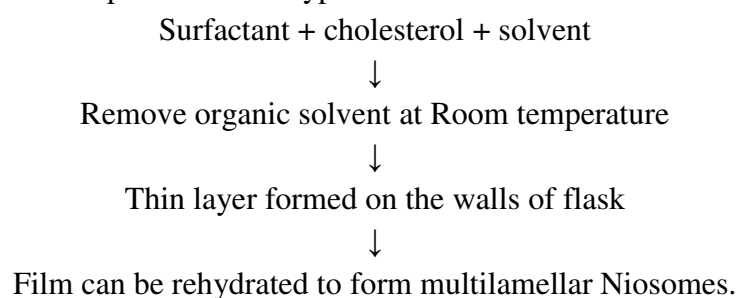 Surfactant + cholesterol + solvent
↓
Remove organic solvent at Room temperature
↓
Thin layer formed on the walls of flask
↓
Film can be rehydrated to form multilamellar Niosomes.